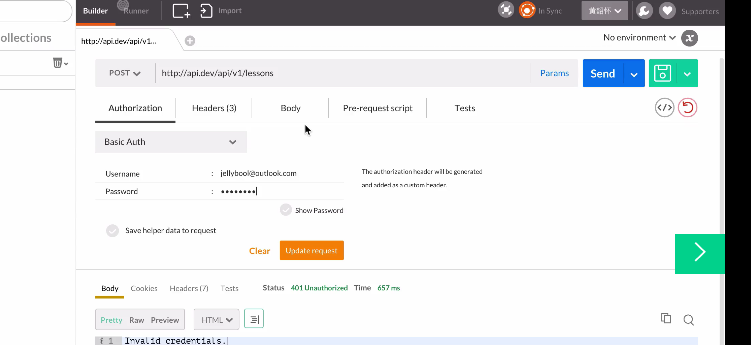 Builder Runner Import In Sync 黄頡怀 Supporters
ollections http://api.dev/api/v1... No environment
POST http://api.dev/api/v1/lessons Params Send
Authorization Headers (3) Body Pre-request script Tests
Basic Auth
Username : jellybool@outlook.com The authorization header will be generated
Password : •••••••• and added as a custom header.
Show Password
Save helper data to request
Clear Update request
Body Cookies Headers (7) Tests Status 401 Unauthorized Time 657 ms
Pretty Raw Preview HTML
i 1 Invalid credentials.